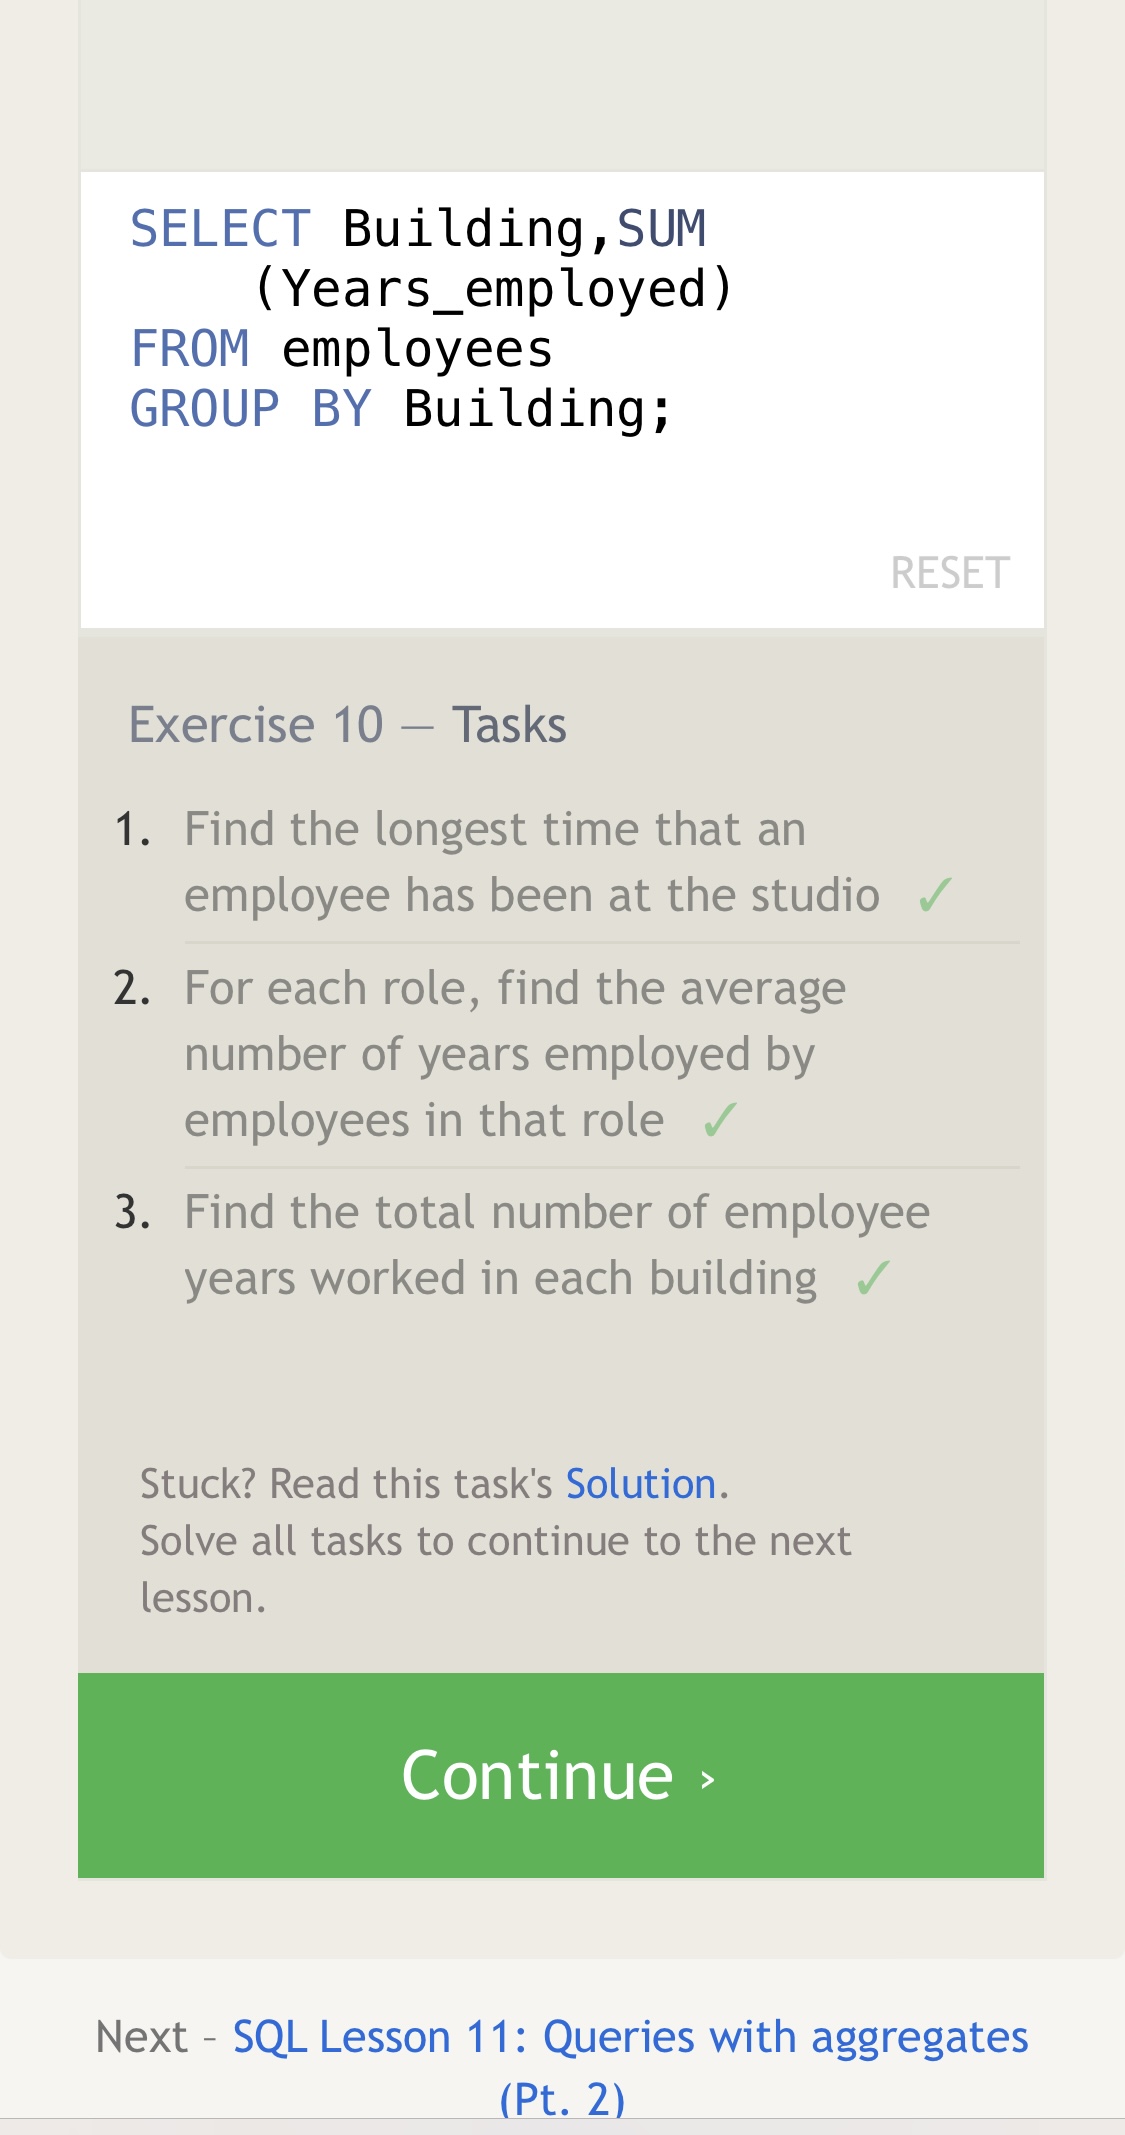 SELECT Building,SUM
(Years_employed)
FROM employees
GROUP BY Building;
RESET
Exercise 10 — Tasks
1. Find the longest time that an
employee has been at the studio ✓
2. For each role, find the average
number of years employed by
employees in that role ✓
3. Find the total number of employee
years worked in each building ✓
Stuck? Read this task's Solution.
Solve all tasks to continue to the next
lesson.
Continue ›
Next – SQL Lesson 11: Queries with aggregates
(Pt. 2)